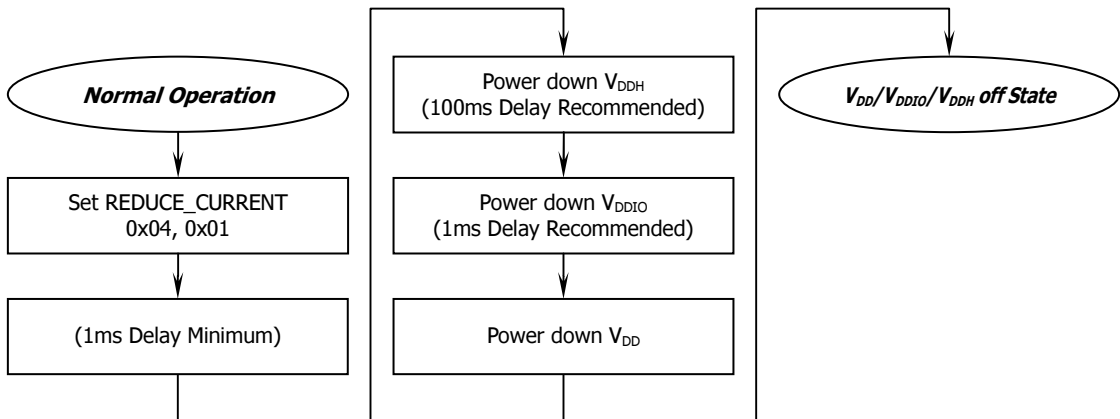 Normal Operation
Set REDUCE_CURRENT
0x04, 0x01
(1ms Delay Minimum)
Power down VDDH
(100ms Delay Recommended)
Power down VDDIO
(1ms Delay Recommended)
Power down VDD
VDD/VDDIO/VDDH off State